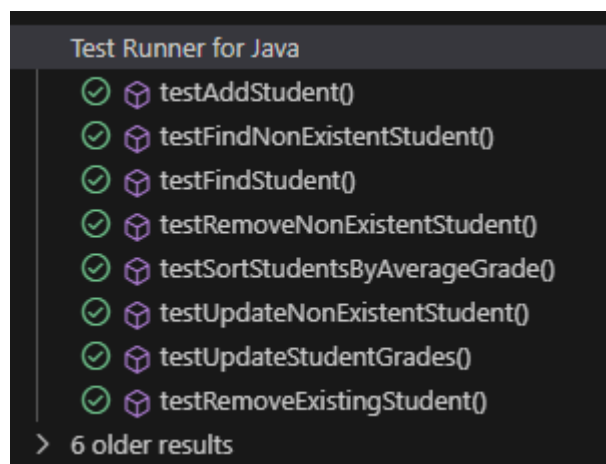 Test Runner for Java
testAddStudent()
testFindNonExistentStudent()
testFindStudent()
testRemoveNonExistentStudent()
testSortStudentsByAverageGrade()
testUpdateNonExistentStudent()
testUpdateStudentGrades()
testRemoveExistingStudent()
6 older results